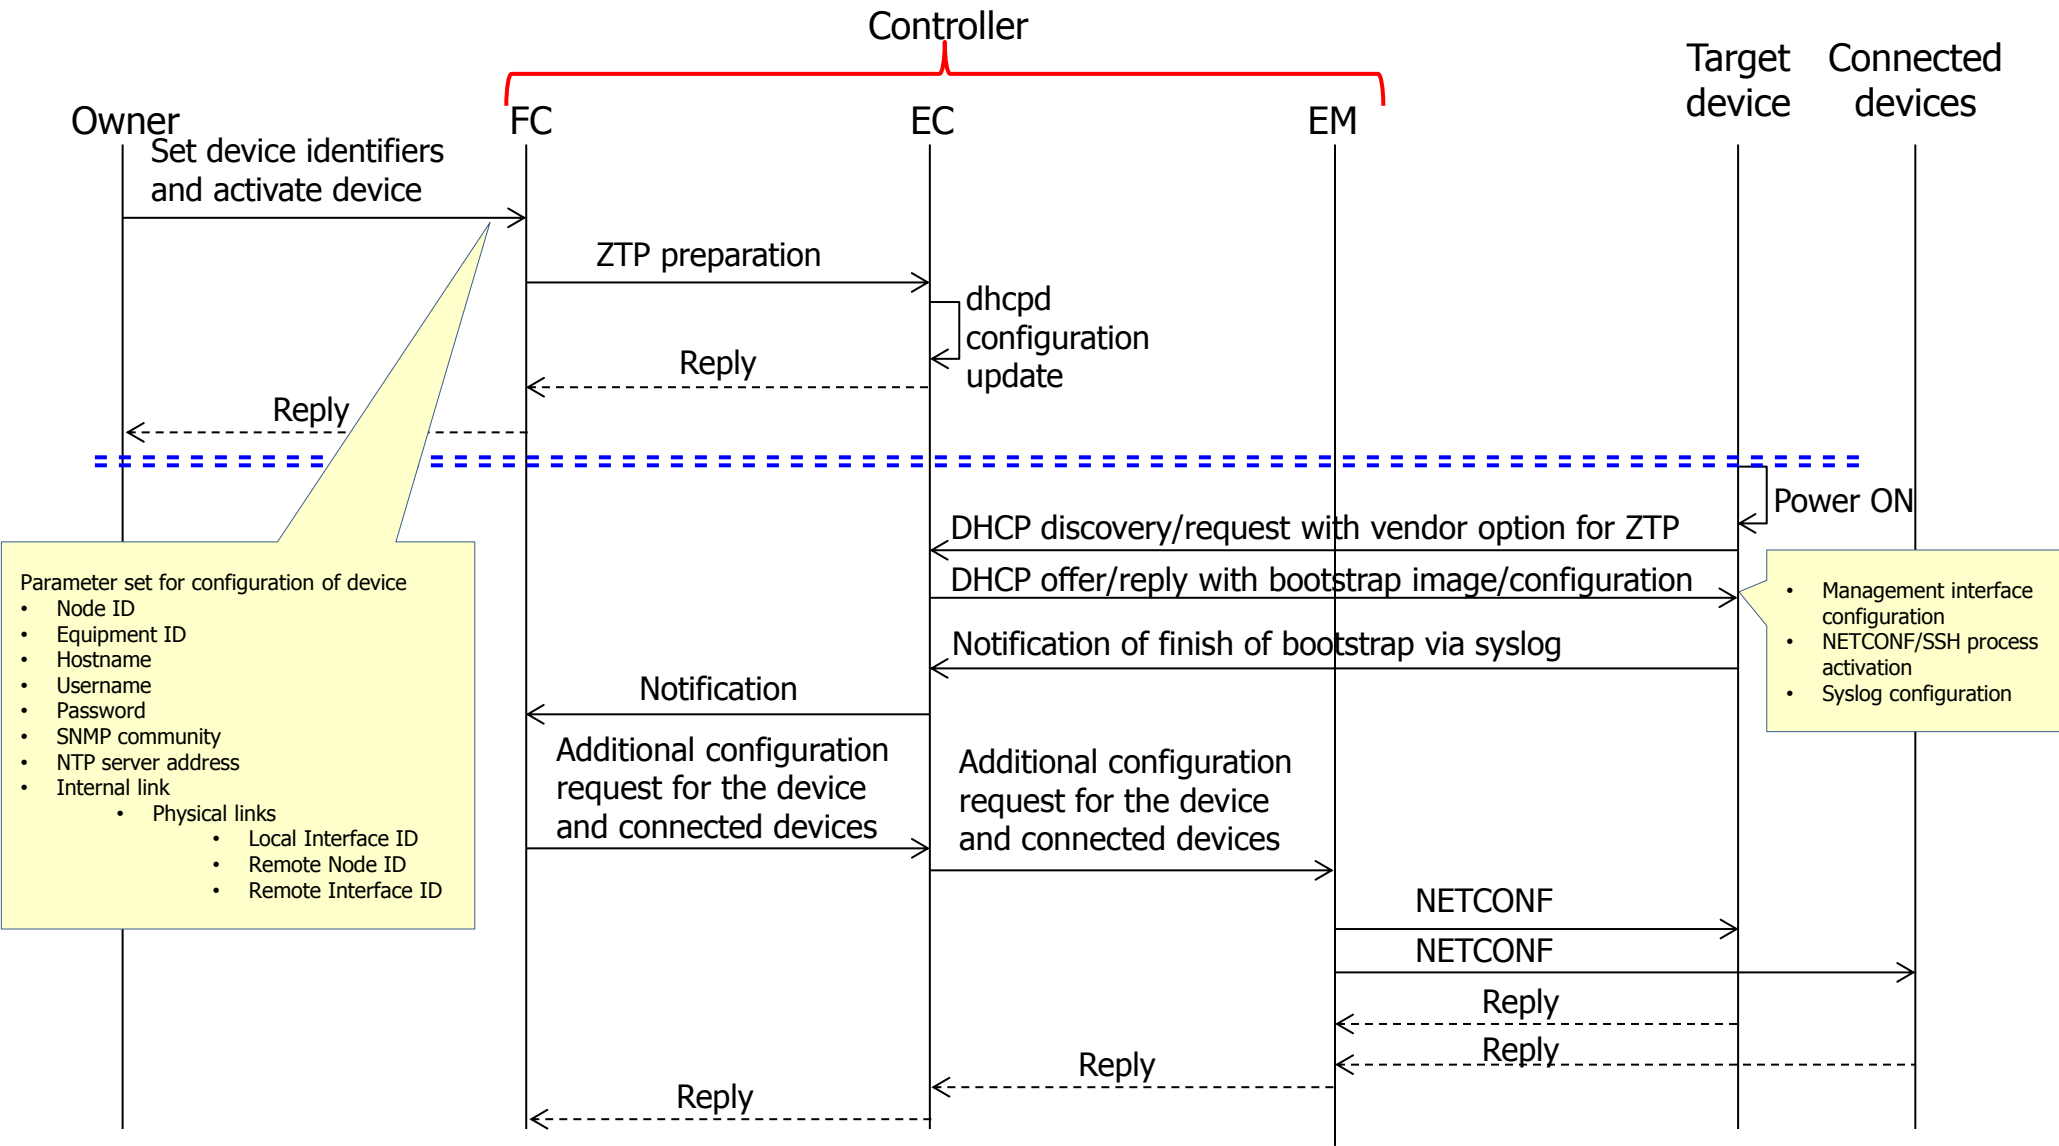 Controller
Target
device
Connected
devices
Owner
FC
EC
EM
Set device identifiers
and activate device
ZTP preparation
dhcpd
configuration
update
Reply
Reply
Power ON
DHCP discovery/request with vendor option for ZTP
DHCP offer/reply with bootstrap image/configuration
Parameter set for configuration of device
• Node ID
• Equipment ID
• Hostname
• Username
• Password
• SNMP community
• NTP server address
• Internal link
• Physical links
• Local Interface ID
• Remote Node ID
• Remote Interface ID
• Management interface
configuration
• NETCONF/SSH process
activation
• Syslog configuration
Notification of finish of bootstrap via syslog
Notification
Additional configuration
request for the device
and connected devices
Additional configuration
request for the device
and connected devices
NETCONF
NETCONF
Reply
Reply
Reply
Reply